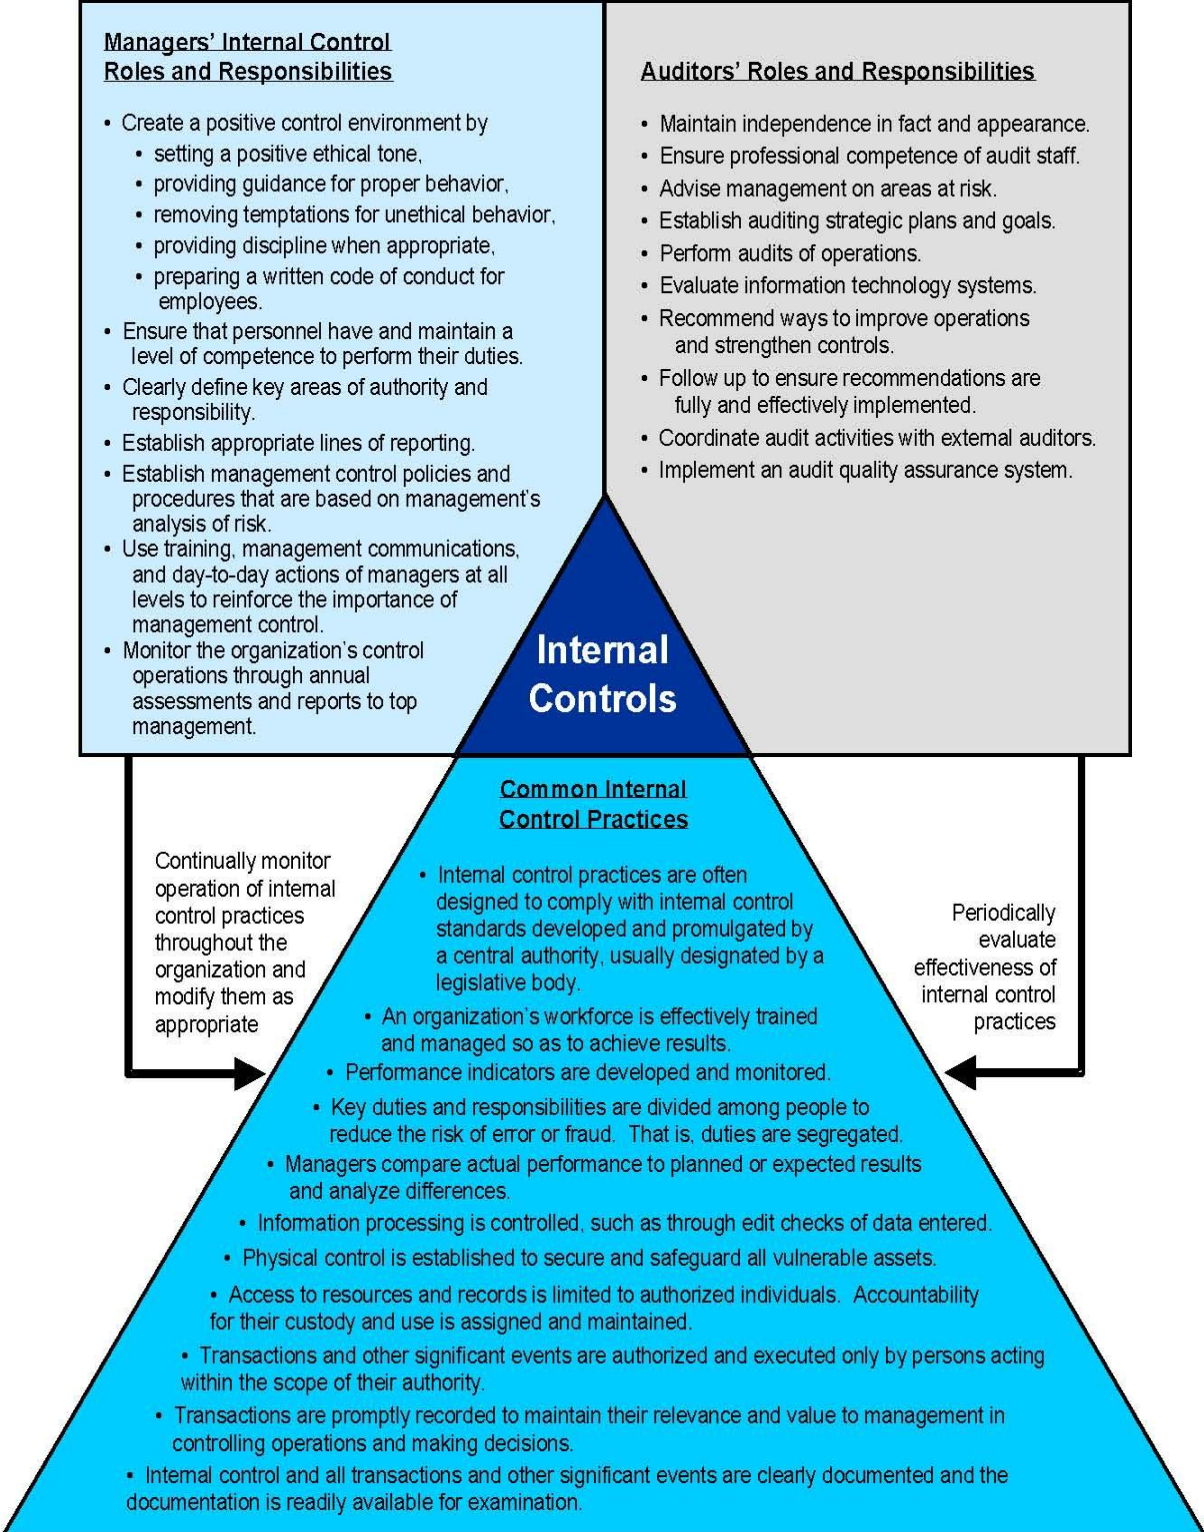 Managers' Internal Control
Roles and Responsibilities
• Create a positive control environment by
• setting a positive ethical tone,
• providing guidance for proper behavior,
• removing temptations for unethical behavior,
• providing discipline when appropriate,
• preparing a written code of conduct for
employees.
• Ensure that personnel have and maintain a
level of competence to perform their duties.
• Clearly define key areas of authority and
responsibility.
• Establish appropriate lines of reporting.
• Establish management control policies and
procedures that are based on management's
analysis of risk.
• Use training, management communications,
and day-to-day actions of managers at all
levels to reinforce the importance of
management control.
• Monitor the organization's control
operations through annual
assessments and reports to top
management.
Auditors' Roles and Responsibilities
• Maintain independence in fact and appearance.
• Ensure professional competence of audit staff.
• Advise management on areas at risk.
• Establish auditing strategic plans and goals.
• Perform audits of operations.
• Evaluate information technology systems.
• Recommend ways to improve operations
and strengthen controls.
• Follow up to ensure recommendations are
fully and effectively implemented.
• Coordinate audit activities with external auditors.
• Implement an audit quality assurance system.
Internal
Controls
Continually monitor
operation of internal
control practices
throughout the
organization and
modify them as
appropriate
Common Internal
Control Practices
• Internal control practices are often
designed to comply with internal control
standards developed and promulgated by
a central authority, usually designated by a
legislative body.
• An organization's workforce is effectively trained
and managed so as to achieve results.
• Performance indicators are developed and monitored.
• Key duties and responsibilities are divided among people to
reduce the risk of error or fraud. That is, duties are segregated.
• Managers compare actual performance to planned or expected results
and analyze differences.
• Information processing is controlled, such as through edit checks of data entered.
• Physical control is established to secure and safeguard all vulnerable assets.
• Access to resources and records is limited to authorized individuals. Accountability
for their custody and use is assigned and maintained.
• Transactions and other significant events are authorized and executed only by persons acting
within the scope of their authority.
• Transactions are promptly recorded to maintain their relevance and value to management in
controlling operations and making decisions.
• Internal control and all transactions and other significant events are clearly documented and the
documentation is readily available for examination.
Periodically
evaluate
effectiveness of
internal control
practices